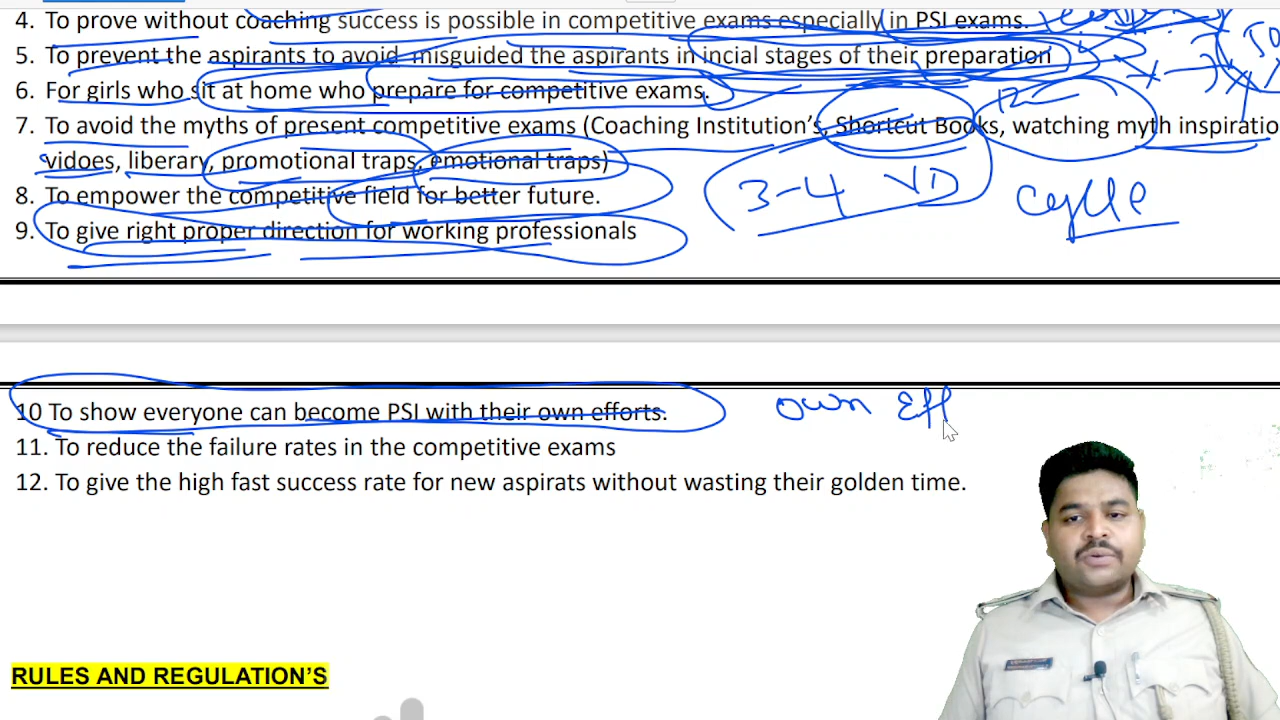 4. To prove without coaching success is possible in competitive exams especially in PSI exams.
5. To prevent the aspirants to avoid misguided the aspirants in incial stages of their preparation
6. For girls who sit at home who prepare for competitive exams.
7. To avoid the myths of present competitive exams (Coaching Institution's, Shortcut Books, watching myth inspiratio
vidoes, liberary, promotional traps, emotional traps)
3-4 VD
cycle
8. To empower the competitive field for better future.
9. To give right proper direction for working professionals
10 To show everyone can become PSI with their own efforts.
own Eff
11. To reduce the failure rates in the competitive exams
12. To give the high fast success rate for new aspirats without wasting their golden time.
RULES AND REGULATION'S